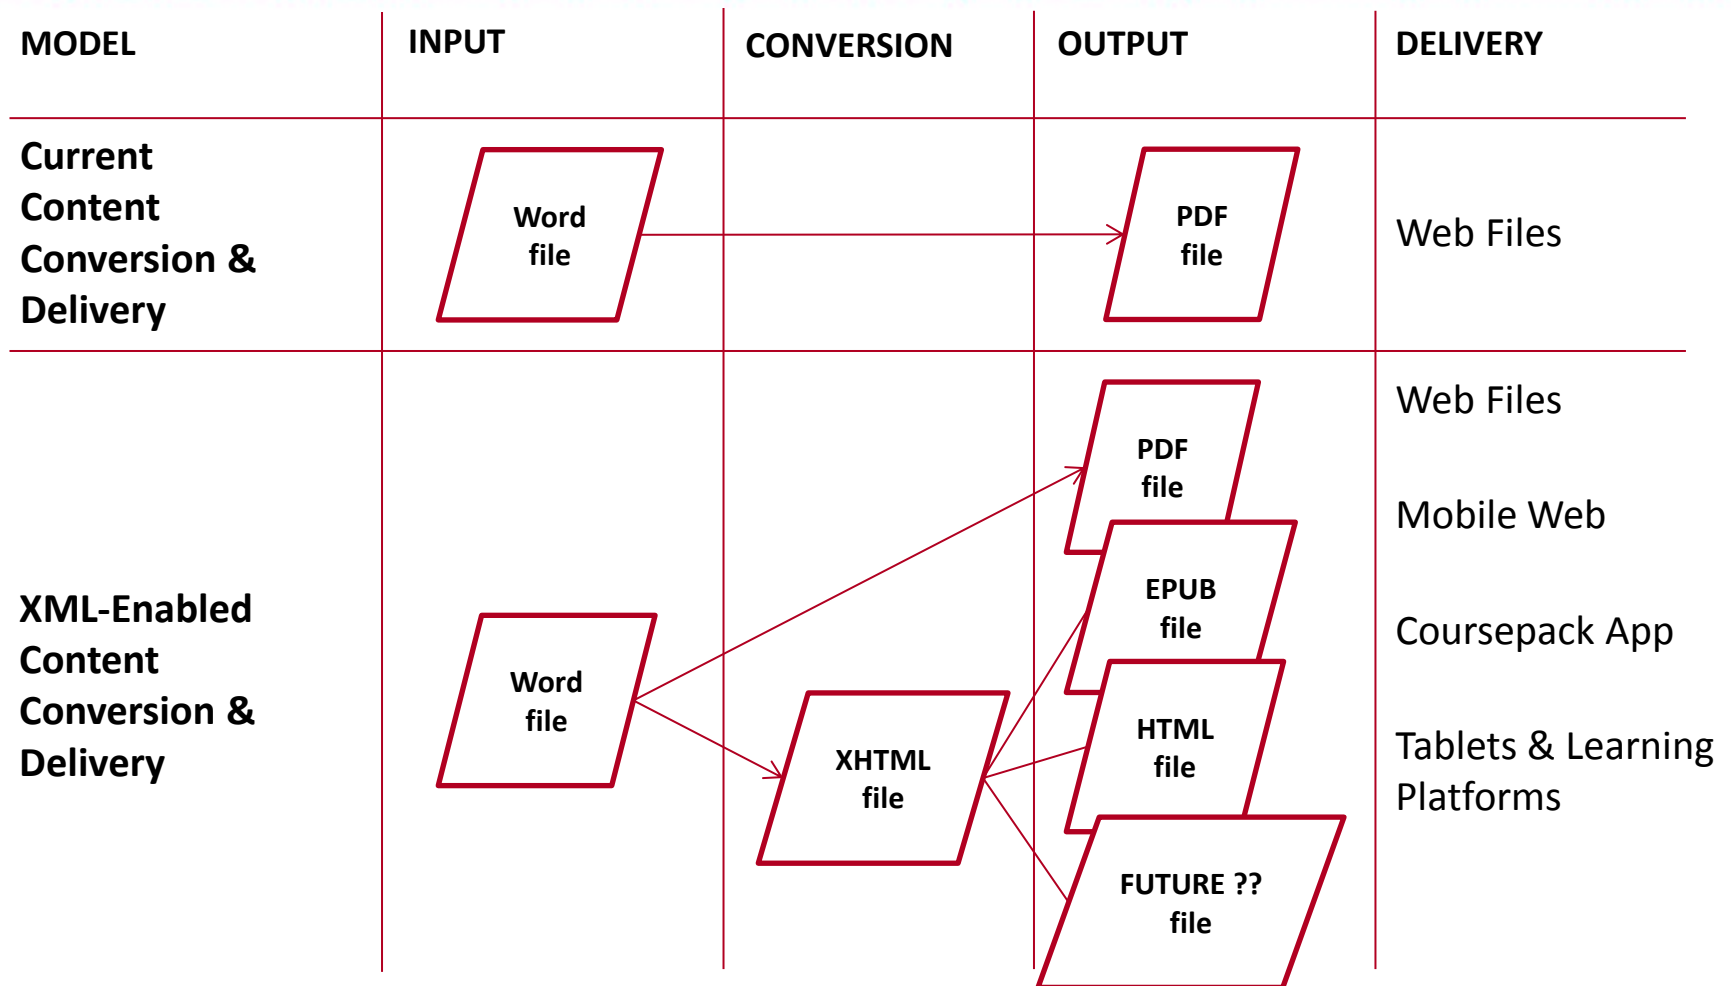 MODEL
INPUT
CONVERSION
OUTPUT
DELIVERY
Current
Content
Conversion &
Delivery
Word
file
PDF
file
Web Files
XML-Enabled
Content
Conversion &
Delivery
Word
file
XHTML
file
PDF
file
EPUB
file
HTML
file
FUTURE ??
file
Web Files
Mobile Web
Coursepack App
Tablets & Learning
Platforms